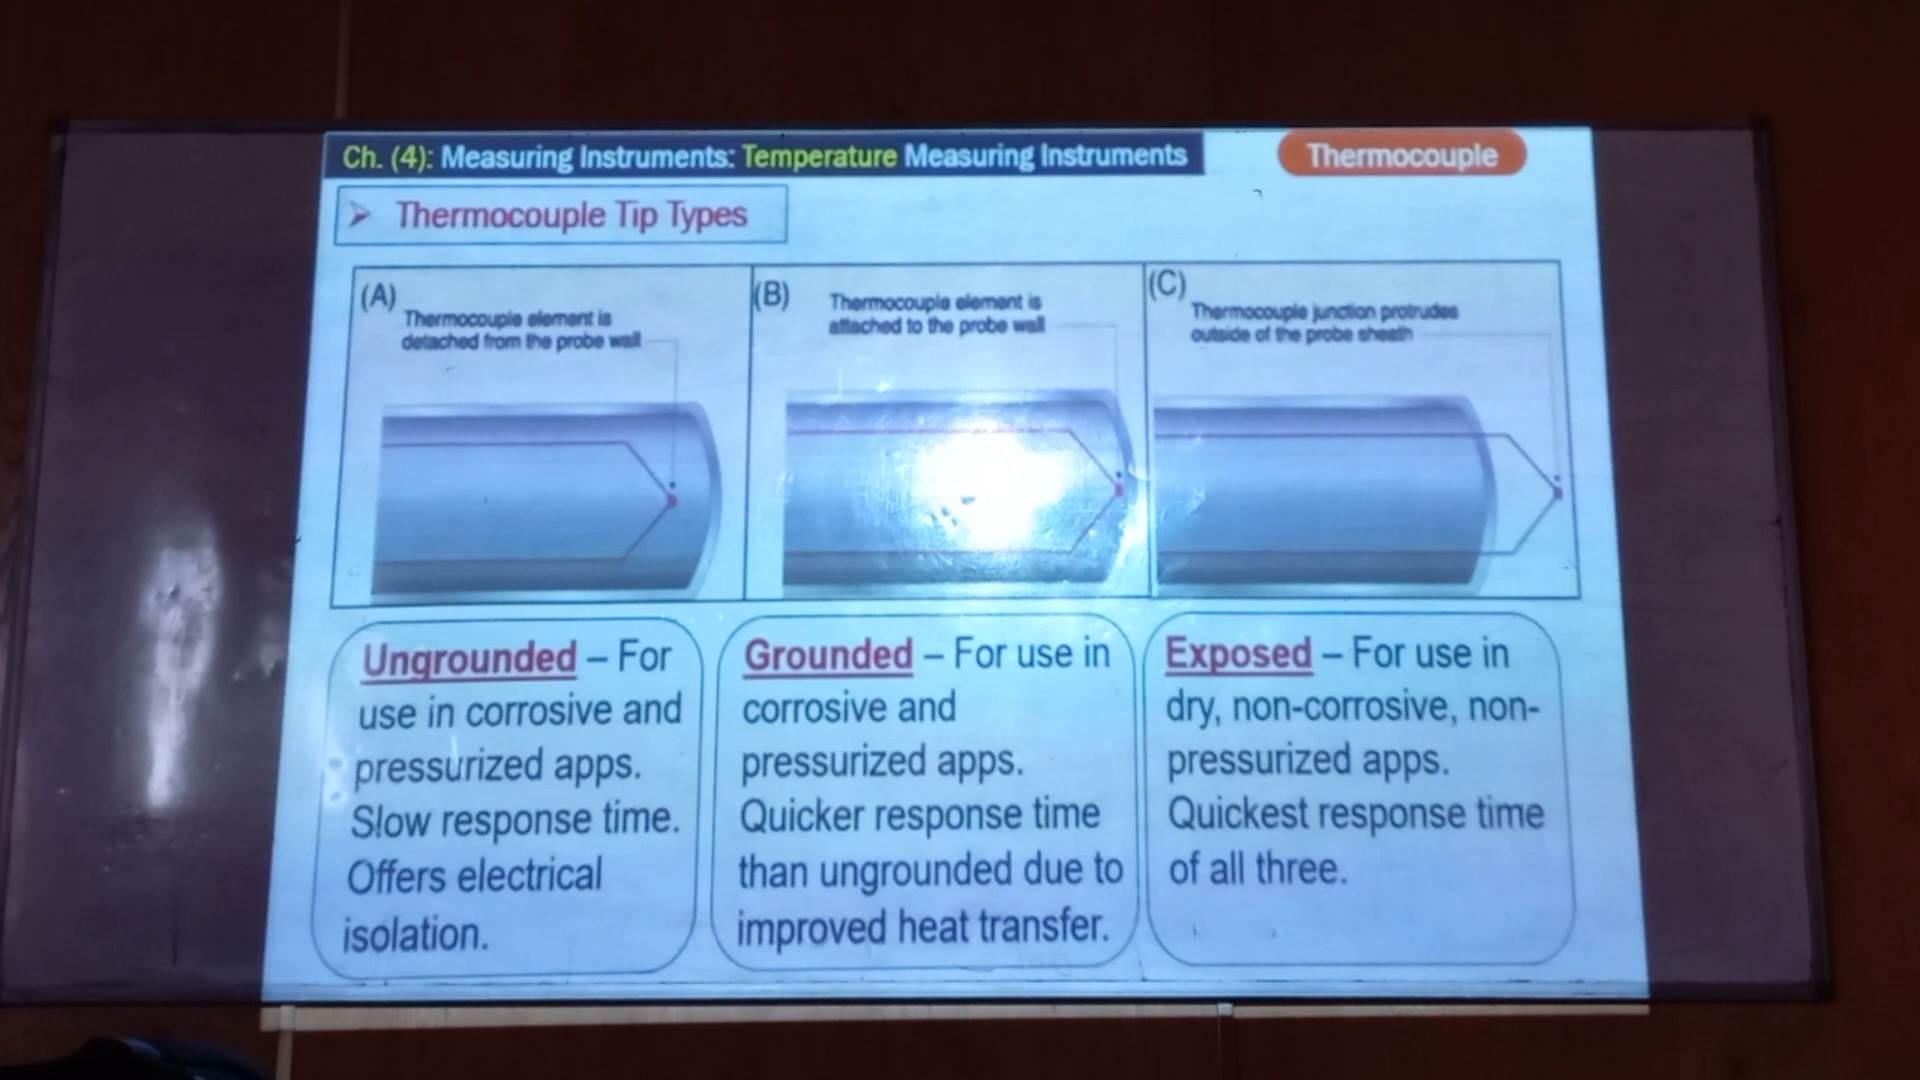 Ch. (4): Measuring Instruments: Temperature Measuring Instruments
Thermocouple
➤ Thermocouple Tip Types
(A)
Thermocouple element is
detached from the probe wall
(B)
Thermocouple element is
attached to the probe wall
(C)
Thermocouple junction protrudes
outside of the probe sheath
Ungrounded – For
use in corrosive and
pressurized apps.
Slow response time.
Offers electrical
isolation.
Grounded – For use in
corrosive and
pressurized apps.
Quicker response time
than ungrounded due to
improved heat transfer.
Exposed – For use in
dry, non-corrosive, non-
pressurized apps.
Quickest response time
of all three.